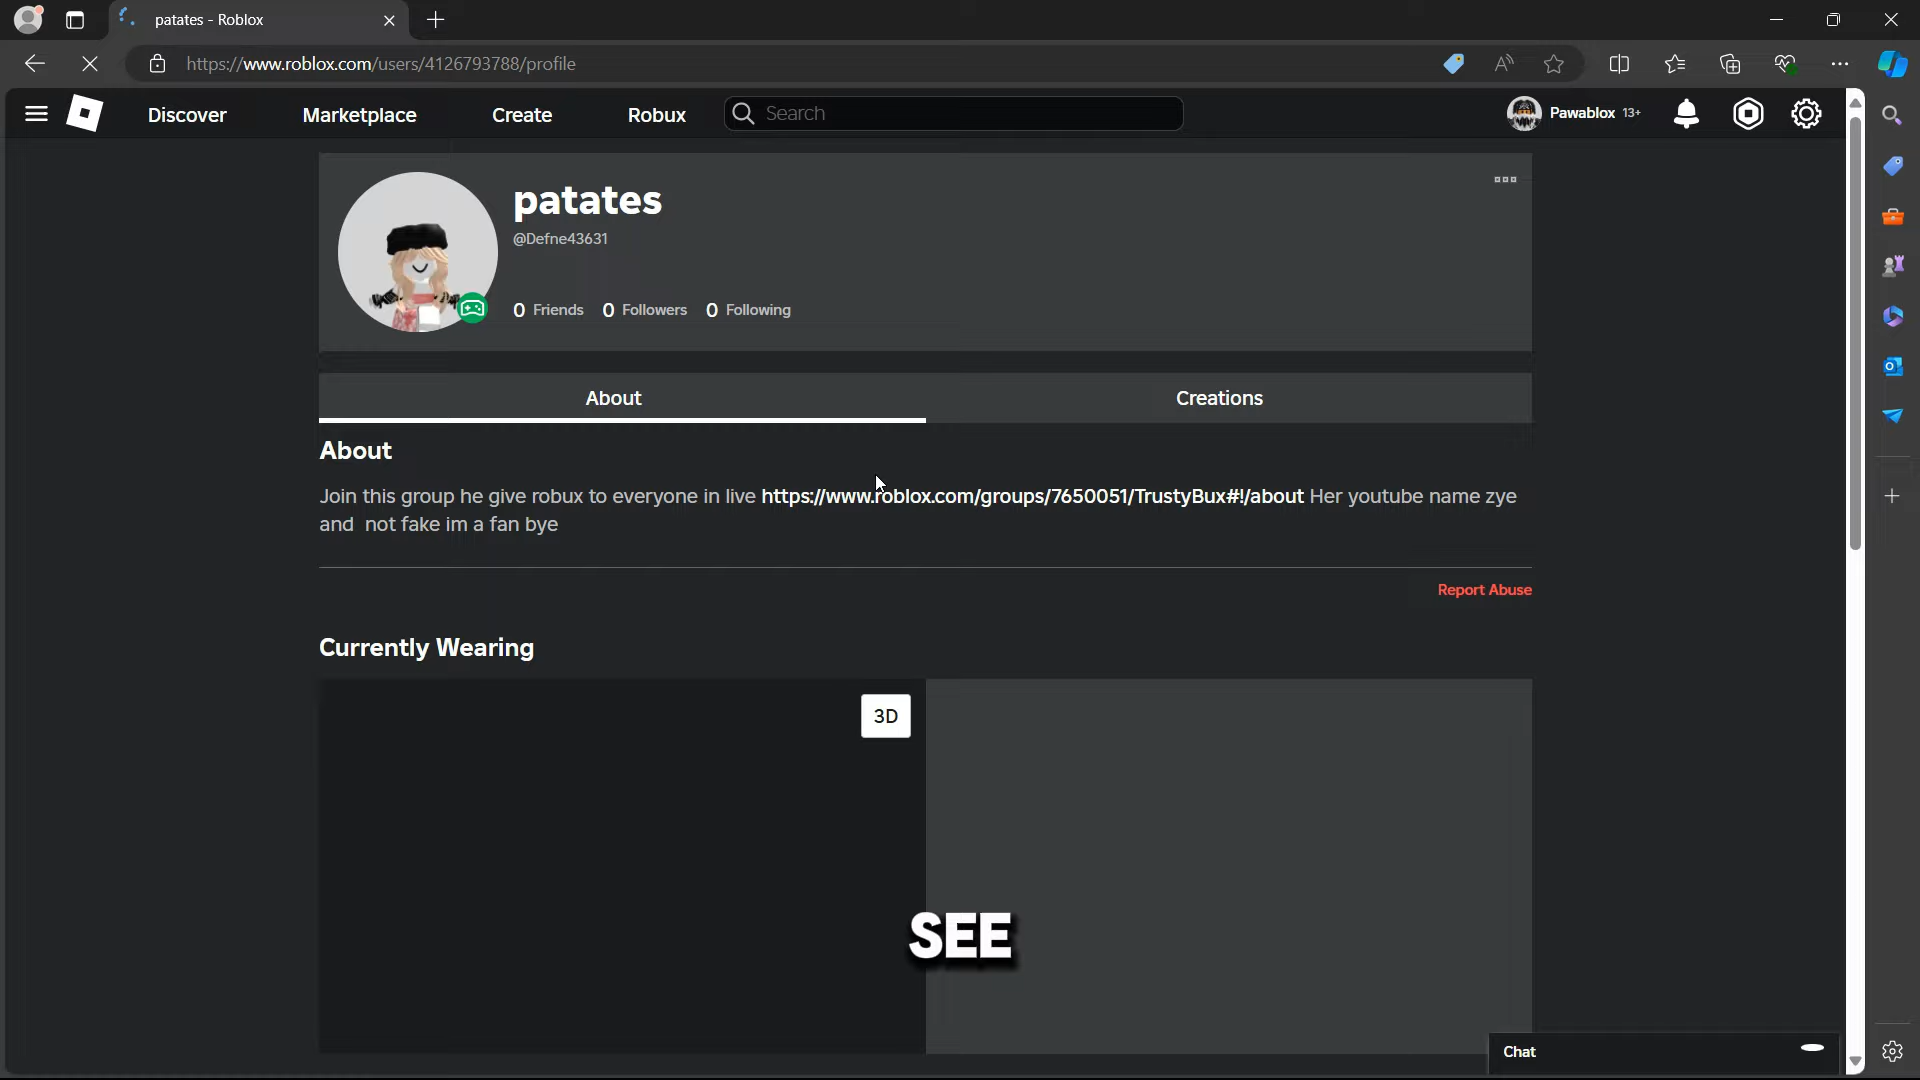 patates - Roblox
https://www.roblox.com/users/4126793788/profile
Discover
Marketplace
Create
Robux
Search
Pawablox 13+
patates
@Defne43631
0 Friends 0 Followers 0 Following
About
Creations
About
Join this group he give robux to everyone in live https://www.roblox.com/groups/7650051/TrustyBux#!/about Her youtube name zye
and not fake im a fan bye
Report Abuse
Currently Wearing
3D
SEE
Chat